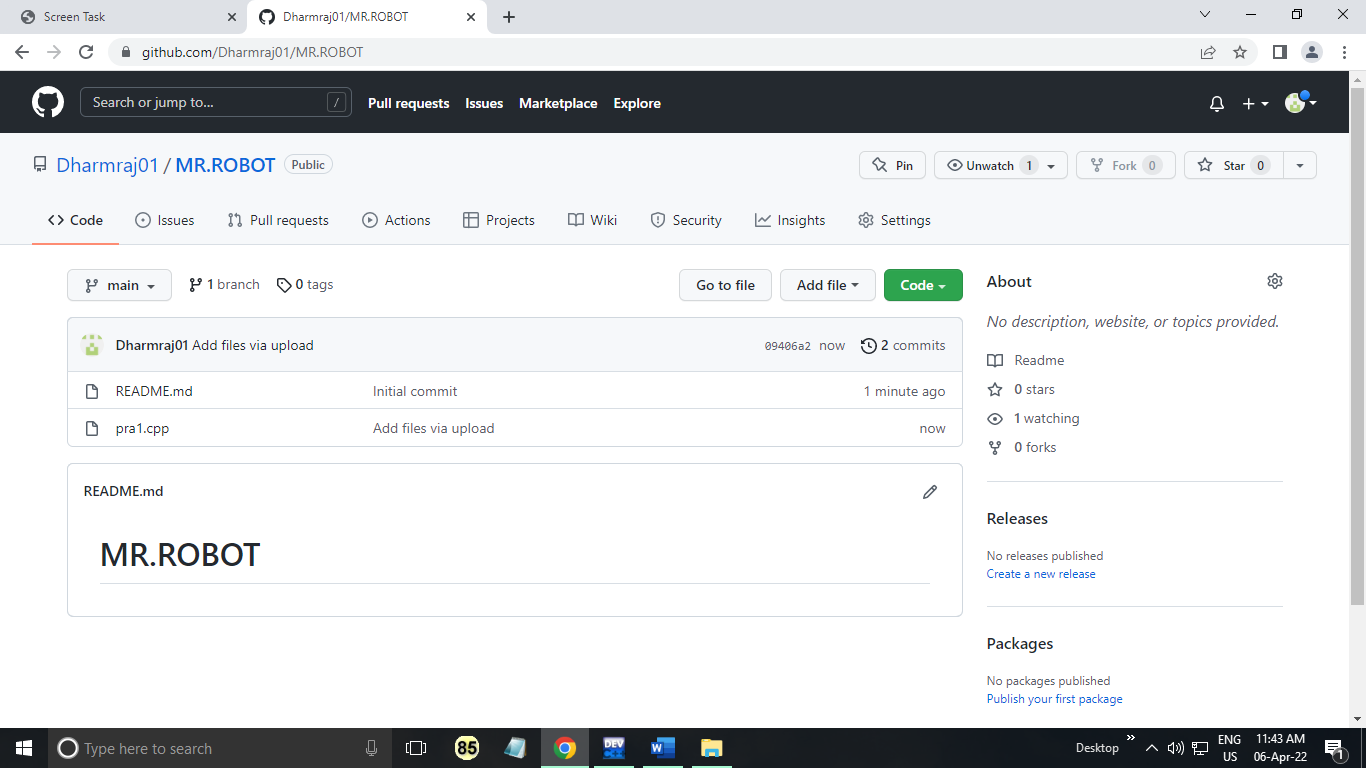 Screen Task
Dharmraj01/MR.ROBOT
github.com/Dharmraj01/MR.ROBOT
Search or jump to... /
Pull requests Issues Marketplace Explore
Dharmraj01 / MR.ROBOT Public
Pin Unwatch 1 Fork 0 Star 0
Code Issues Pull requests Actions Projects Wiki Security Insights Settings
main 1 branch 0 tags Go to file Add file Code
Dharmraj01 Add files via upload 09406a2 now 2 commits
README.md Initial commit 1 minute ago
pra1.cpp Add files via upload now
README.md
MR.ROBOT
About
No description, website, or topics provided.
Readme
0 stars
1 watching
0 forks
Releases
No releases published
Create a new release
Packages
No packages published
Publish your first package
Type here to search
85
DEV
Desktop
ENG
US
11:43 AM
06-Apr-22
1